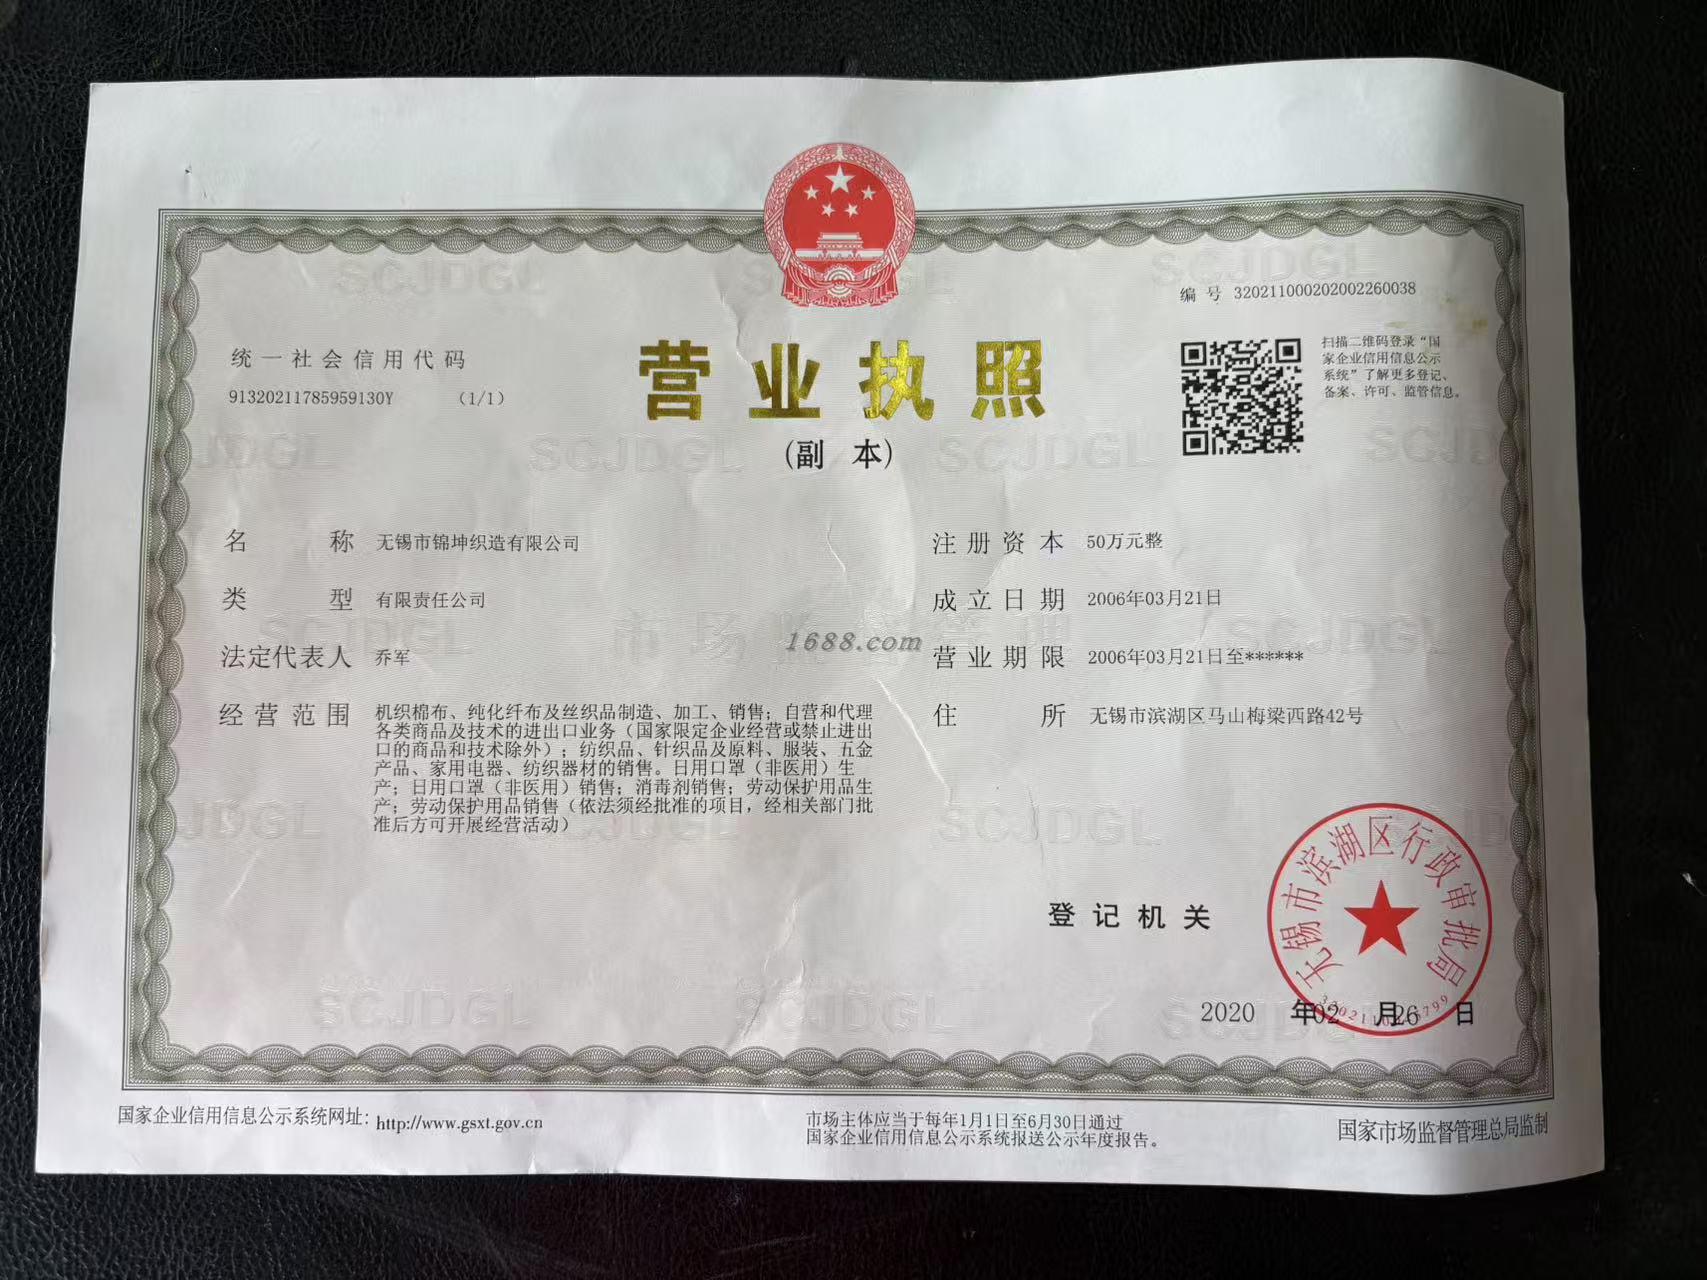 编号 320211000202002260038
统一社会信用代码
91320211785959130Y (1/1)
营业执照
(副 本)
扫描二维码登录“国
家企业信用信息公示
系统”了解更多登记、
备案、许可、监管信息。
名 称 无锡市锦坤织造有限公司
类 型 有限责任公司
法定代表人 乔军
经营范围 机织棉布、纯化纤布及丝织品制造、加工、销售；自营和代理
各类商品及技术的进出口业务（国家限定企业经营或禁止进出
口的商品和技术除外）；纺织品、针织品及原料、服装、五金
产品、家用电器、纺织器材的销售。日用口罩（非医用）生
产；日用口罩（非医用）销售；消毒剂销售；劳动保护用品生
产；劳动保护用品销售（依法须经批准的项目，经相关部门批
准后方可开展经营活动）
注册资本 50万元整
成立日期 2006年03月21日
营业期限 2006年03月21日至******
住 所 无锡市滨湖区马山梅梁西路42号
1688.com
登记机关
无锡市滨湖区行政审批局
2020 年02 月26 日
国家企业信用信息公示系统网址：http://www.gsxt.gov.cn
市场主体应当于每年1月1日至6月30日通过
国家企业信用信息公示系统报送公示年度报告。
国家市场监督管理总局监制